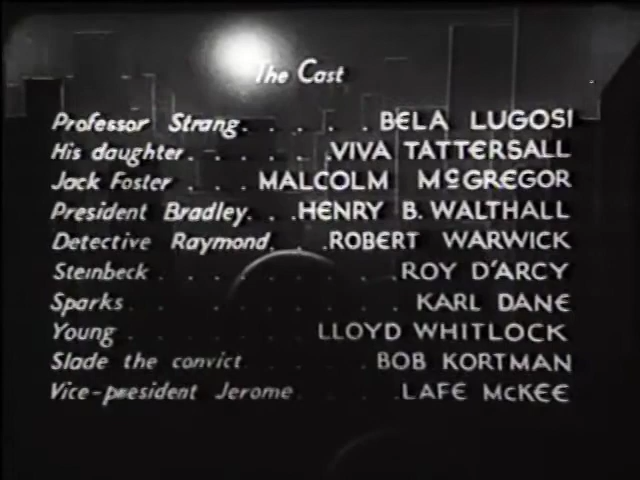 The Cast
Professor Strang. . . . . BELA LUGOSI
His daughter. . . . . . .VIVA TATTERSALL
Jack Foster . . . MALCOLM McGREGOR
President Bradley. . .HENRY B. WALTHALL
Detective Raymond. . .ROBERT WARWICK
Steinbeck . . . . . . . . .ROY D'ARCY
Sparks . . . . . . . . . . KARL DANE
Young . . . . . . . LLOYD WHITLOCK
Slade the convict . . . . . BOB KORTMAN
Vice-president Jerome . . . . .LAFE McKEE